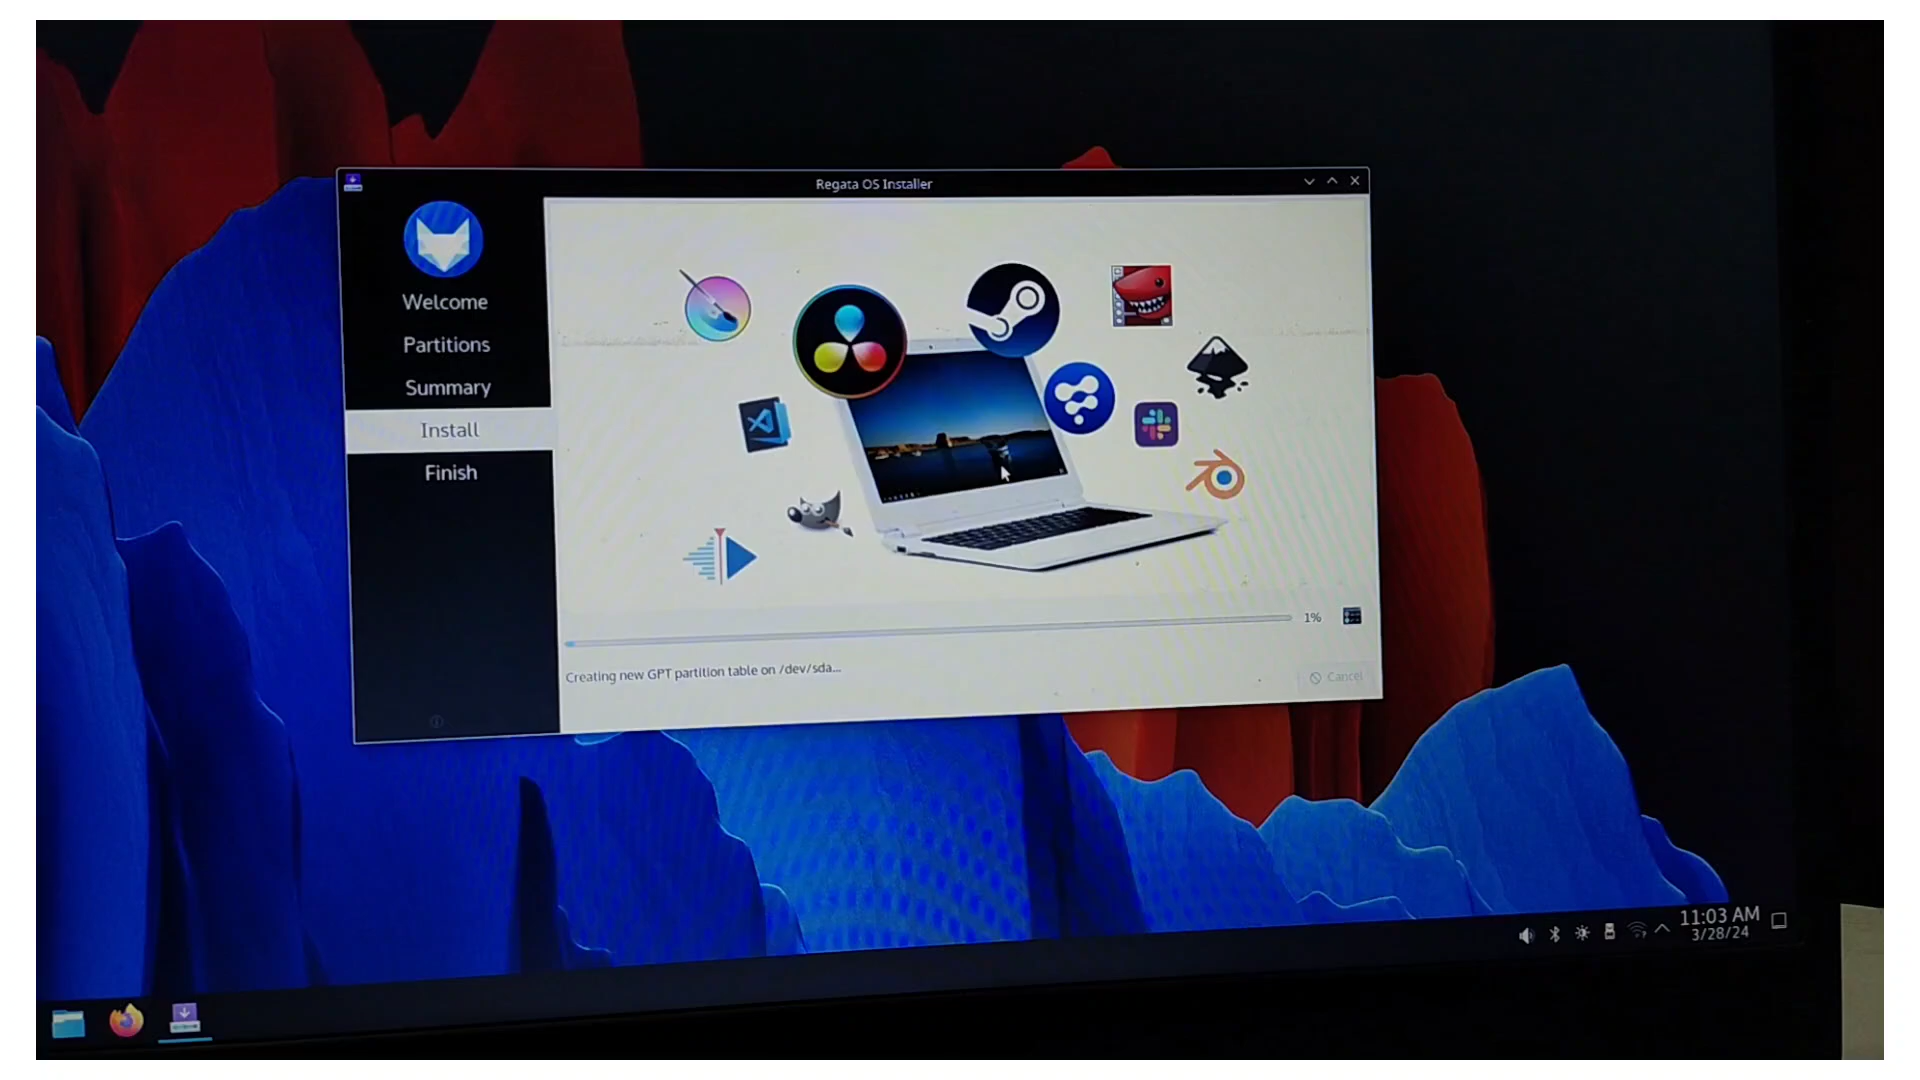 Regata OS Installer
Welcome
Partitions
Summary
Install
Finish
1%
Creating new GPT partition table on /dev/sda...
Cancel
11:03 AM
3/28/24